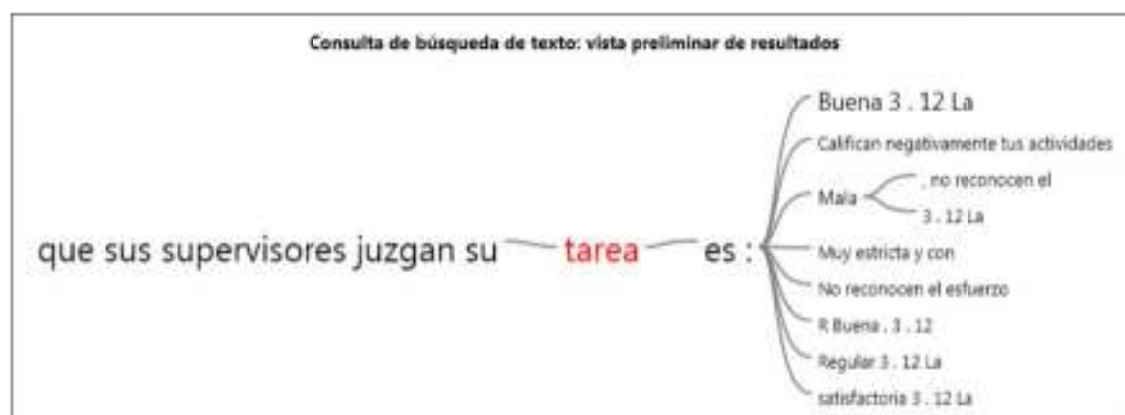 Consulta de búsqueda de texto: vista preliminar de resultados
que sus supervisores juzgan su tarea es :
Buena 3 . 12 La
Califican negativamente tus actividades
Mala
, no reconocen el
3 . 12 La
Muy estricta y con
No reconocen el esfuerzo
R Buena . 3 . 12
Regular 3 . 12 La
satisfactoria 3 . 12 La